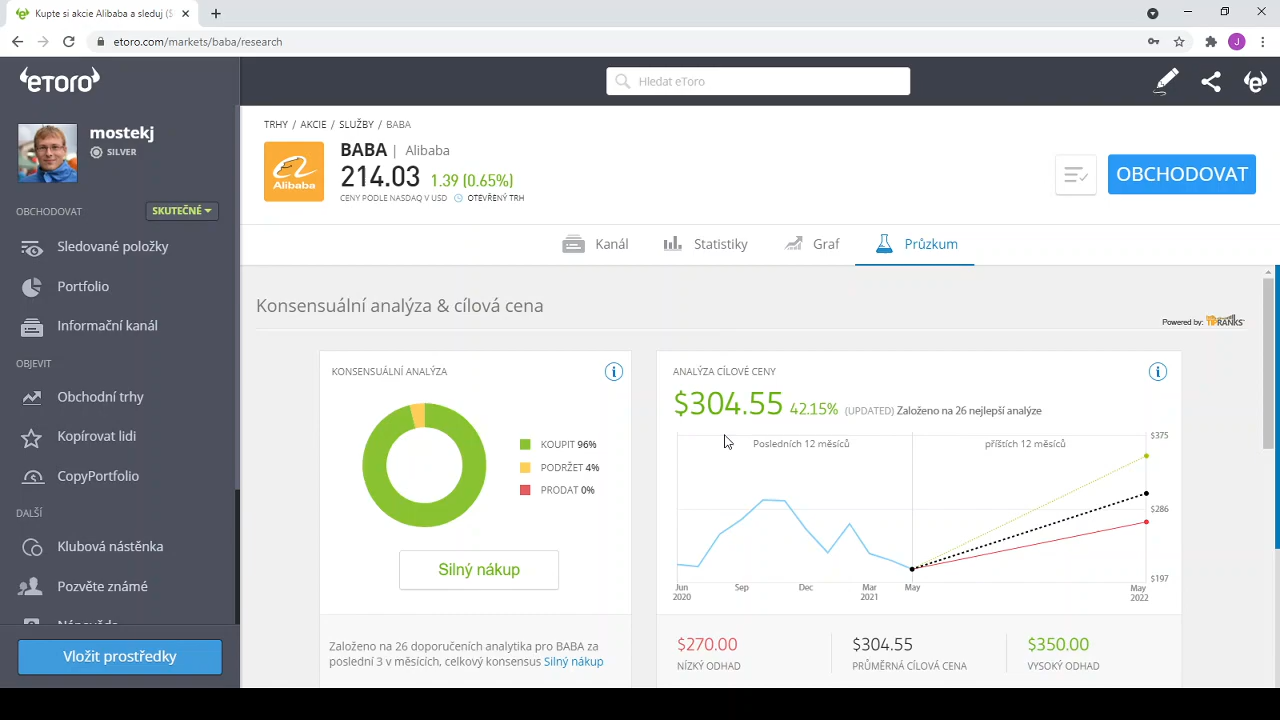 Kupte si akcie Alibaba a sleduj (S
etoro.com/markets/baba/research
J
eToro
Hledat eToro
mostekj
SILVER
OBCHODOVAT
SKUTEČNÉ
Sledované položky
Portfolio
Informační kanál
OBJEVIT
Obchodní trhy
Kopírovat lidi
CopyPortfolio
DALŠÍ
Klubová nástěnka
Pozvěte známé
Nápověda
Vložit prostředky
TRHY / AKCIE / SLUŽBY / BABA
Alibaba
BABA | Alibaba
214.03 1.39 (0.65%)
CENY PODLE NASDAQ V USD OTEVŘENÝ TRH
OBCHODOVAT
Kanál Statistiky Graf Průzkum
Konsensuální analýza & cílová cena
Powered by: TIPRANKS
KONSENSUÁLNÍ ANALÝZA
KOUPIT 96%
PODRŽET 4%
PRODAT 0%
Silný nákup
Založeno na 26 doporučeních analytika pro BABA za
poslední 3 v měsících, celkový konsensus Silný nákup
ANALÝZA CÍLOVÉ CENY
$304.55 42.15% (UPDATED) Založeno na 26 nejlepší analýze
Posledních 12 měsíců příštích 12 měsíců
$375
$286
$197
Jun 2020 Sep Dec Mar 2021 May May 2022
$270.00 $304.55 $350.00
NÍZKÝ ODHAD PRŮMĚRNÁ CÍLOVÁ CENA VYSOKÝ ODHAD